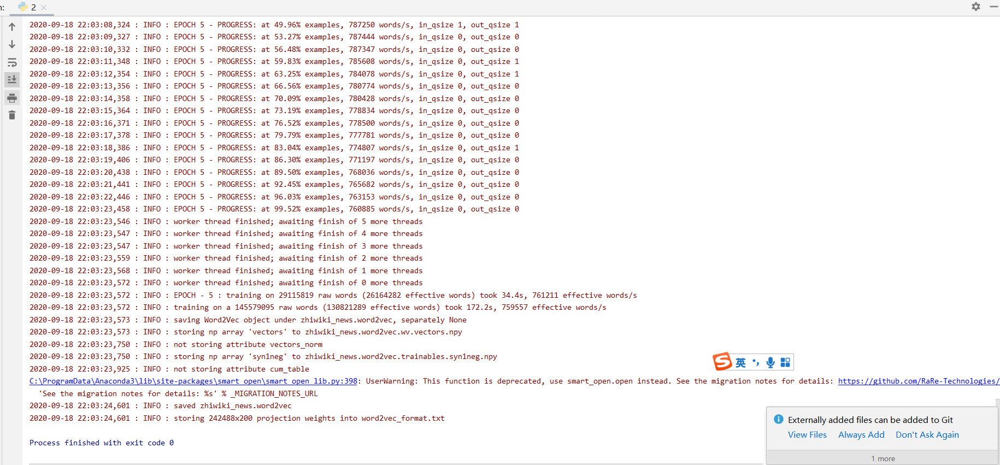 n:
2
2020-09-18 22:03:08,324 : INFO : EPOCH 5 - PROGRESS: at 49.96% examples, 787250 words/s, in_qsize 1, out_qsize 1
2020-09-18 22:03:09,327 : INFO : EPOCH 5 - PROGRESS: at 53.27% examples, 787444 words/s, in_qsize 0, out_qsize 0
2020-09-18 22:03:10,332 : INFO : EPOCH 5 - PROGRESS: at 56.48% examples, 787347 words/s, in_qsize 0, out_qsize 0
2020-09-18 22:03:11,348 : INFO : EPOCH 5 - PROGRESS: at 59.83% examples, 785608 words/s, in_qsize 0, out_qsize 1
2020-09-18 22:03:12,354 : INFO : EPOCH 5 - PROGRESS: at 63.25% examples, 784078 words/s, in_qsize 0, out_qsize 1
2020-09-18 22:03:13,356 : INFO : EPOCH 5 - PROGRESS: at 66.56% examples, 780774 words/s, in_qsize 0, out_qsize 0
2020-09-18 22:03:14,358 : INFO : EPOCH 5 - PROGRESS: at 70.09% examples, 780428 words/s, in_qsize 0, out_qsize 0
2020-09-18 22:03:15,364 : INFO : EPOCH 5 - PROGRESS: at 73.19% examples, 778834 words/s, in_qsize 0, out_qsize 0
2020-09-18 22:03:16,371 : INFO : EPOCH 5 - PROGRESS: at 76.52% examples, 778500 words/s, in_qsize 0, out_qsize 0
2020-09-18 22:03:17,378 : INFO : EPOCH 5 - PROGRESS: at 79.79% examples, 777781 words/s, in_qsize 0, out_qsize 0
2020-09-18 22:03:18,386 : INFO : EPOCH 5 - PROGRESS: at 83.04% examples, 774807 words/s, in_qsize 0, out_qsize 1
2020-09-18 22:03:19,406 : INFO : EPOCH 5 - PROGRESS: at 86.30% examples, 771197 words/s, in_qsize 0, out_qsize 0
2020-09-18 22:03:20,438 : INFO : EPOCH 5 - PROGRESS: at 89.50% examples, 768036 words/s, in_qsize 0, out_qsize 0
2020-09-18 22:03:21,441 : INFO : EPOCH 5 - PROGRESS: at 92.45% examples, 765682 words/s, in_qsize 0, out_qsize 0
2020-09-18 22:03:22,446 : INFO : EPOCH 5 - PROGRESS: at 96.03% examples, 763153 words/s, in_qsize 0, out_qsize 0
2020-09-18 22:03:23,458 : INFO : EPOCH 5 - PROGRESS: at 99.52% examples, 760885 words/s, in_qsize 0, out_qsize 0
2020-09-18 22:03:23,546 : INFO : worker thread finished; awaiting finish of 5 more threads
2020-09-18 22:03:23,547 : INFO : worker thread finished; awaiting finish of 4 more threads
2020-09-18 22:03:23,547 : INFO : worker thread finished; awaiting finish of 3 more threads
2020-09-18 22:03:23,559 : INFO : worker thread finished; awaiting finish of 2 more threads
2020-09-18 22:03:23,568 : INFO : worker thread finished; awaiting finish of 1 more threads
2020-09-18 22:03:23,572 : INFO : worker thread finished; awaiting finish of 0 more threads
2020-09-18 22:03:23,572 : INFO : EPOCH - 5 : training on 29115819 raw words (26164282 effective words) took 34.4s, 761211 effective words/s
2020-09-18 22:03:23,572 : INFO : training on a 145579095 raw words (130821289 effective words) took 172.2s, 759557 effective words/s
2020-09-18 22:03:23,573 : INFO : saving Word2Vec object under zhiwiki_news.word2vec, separately None
2020-09-18 22:03:23,573 : INFO : storing np array 'vectors' to zhiwiki_news.word2vec.wv.vectors.npy
2020-09-18 22:03:23,750 : INFO : not storing attribute vectors_norm
2020-09-18 22:03:23,750 : INFO : storing np array 'syn1neg' to zhiwiki_news.word2vec.trainables.syn1neg.npy
2020-09-18 22:03:23,925 : INFO : not storing attribute cum_table
C:\ProgramData\Anaconda3\lib\site-packages\smart_open\smart_open_lib.py:398: UserWarning: This function is deprecated, use smart_open.open instead. See the migration notes for details: https://github.com/RaRe-Technologies/
'See the migration notes for details: %s' % _MIGRATION_NOTES_URL
2020-09-18 22:03:24,601 : INFO : saved zhiwiki_news.word2vec
2020-09-18 22:03:24,601 : INFO : storing 242488x200 projection weights into word2vec_format.txt
Process finished with exit code 0
S 英
Externally added files can be added to Git
View Files Always Add Don't Ask Again
1 more